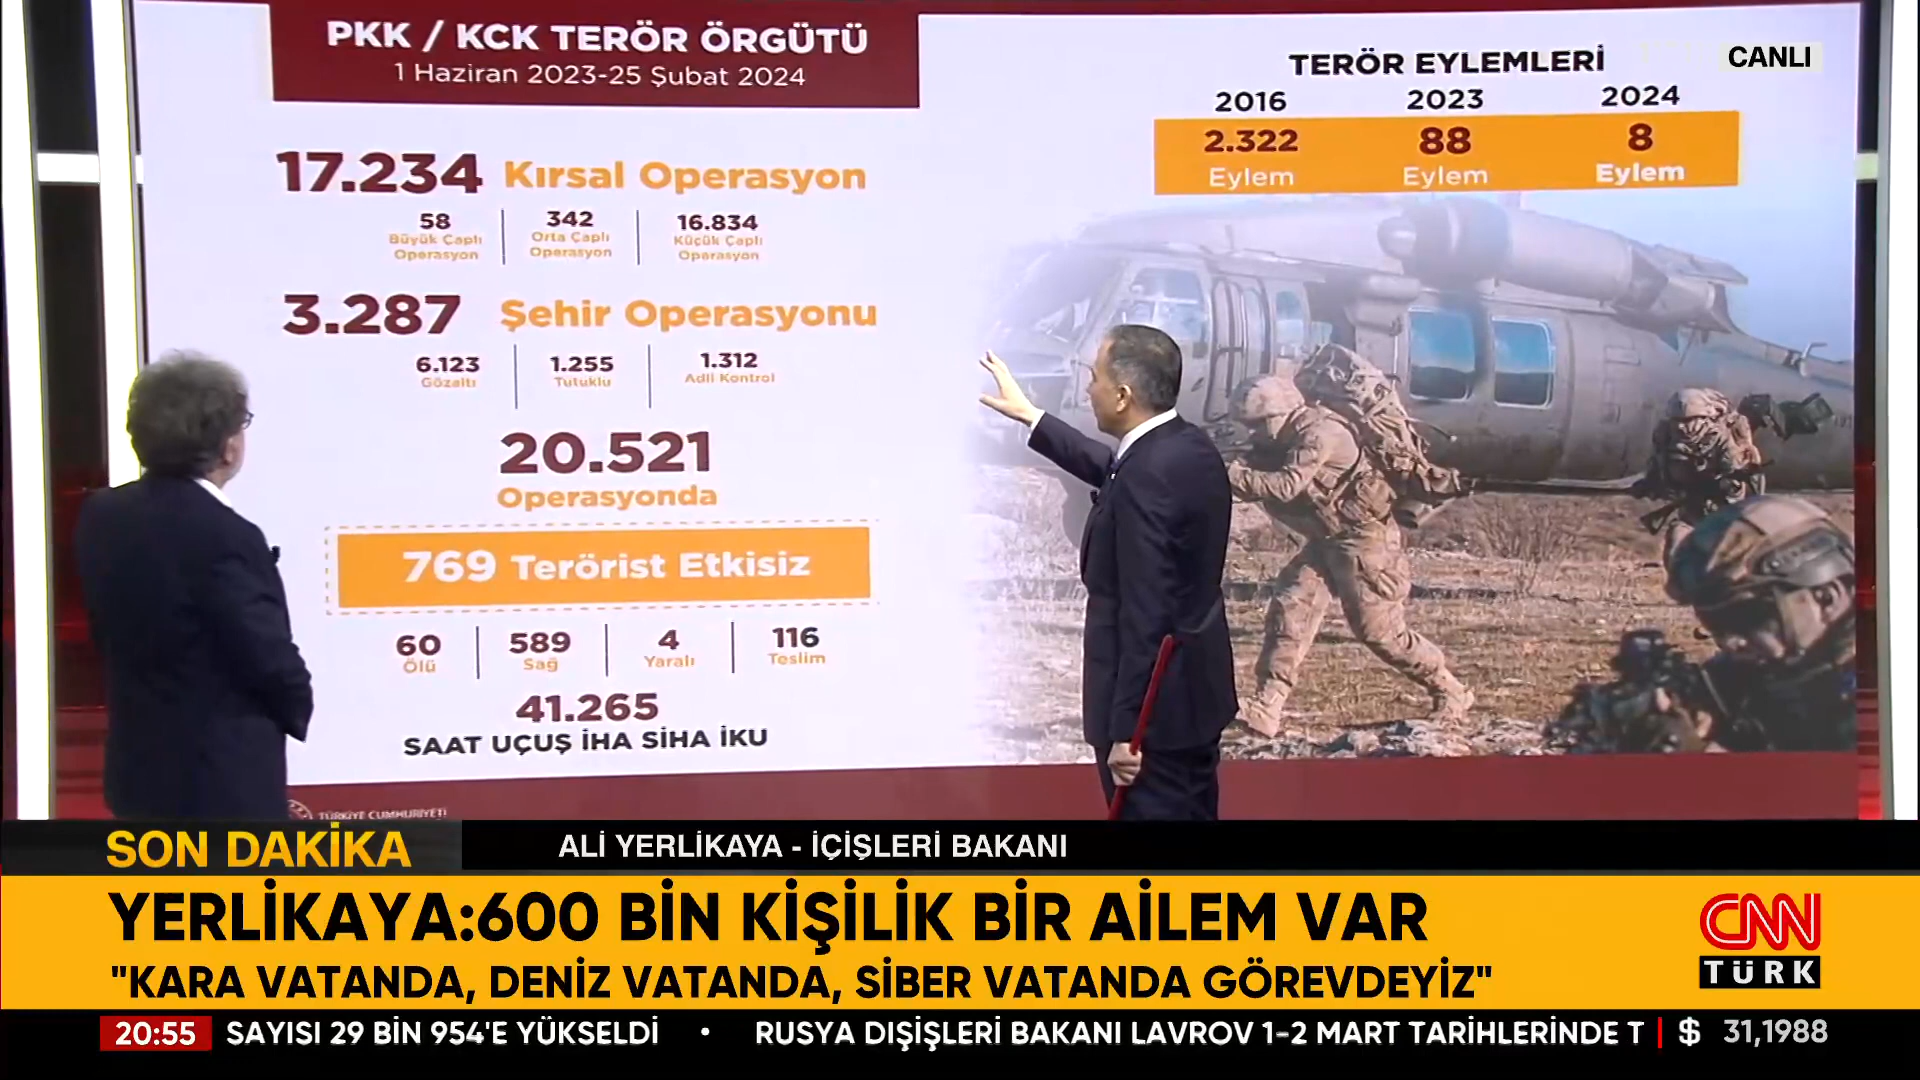 PKK / KCK TERÖR ÖRGÜTÜ
1 Haziran 2023-25 Şubat 2024
17.234 Kırsal Operasyon
58 Büyük Çaplı Operasyon
342 Orta Çaplı Operasyon
16.834 Küçük Çaplı Operasyon
3.287 Şehir Operasyonu
6.123 Gözaltı
1.255 Tutuklu
1.312 Adli Kontrol
20.521
Operasyonda
769 Terörist Etkisiz
60 Ölü
589 Sağ
4 Yaralı
116 Teslim
41.265
SAAT UÇUŞ İHA SİHA İKU
TÜRKİYE CUMHURİYETİ
TERÖR EYLEMLERİ
CANLI
2016 2023 2024
2.322 88 8
Eylem Eylem Eylem
SON DAKİKA
ALİ YERLİKAYA - İÇİŞLERİ BAKANI
YERLİKAYA:600 BİN KİŞİLİK BİR AİLEM VAR
"KARA VATANDA, DENİZ VATANDA, SİBER VATANDA GÖREVDEYİZ"
CNN
TÜRK
20:55 SAYISI 29 BİN 954'E YÜKSELDİ • RUSYA DIŞİŞLERİ BAKANI LAVROV 1-2 MART TARİHLERİNDE T $ 31,1988